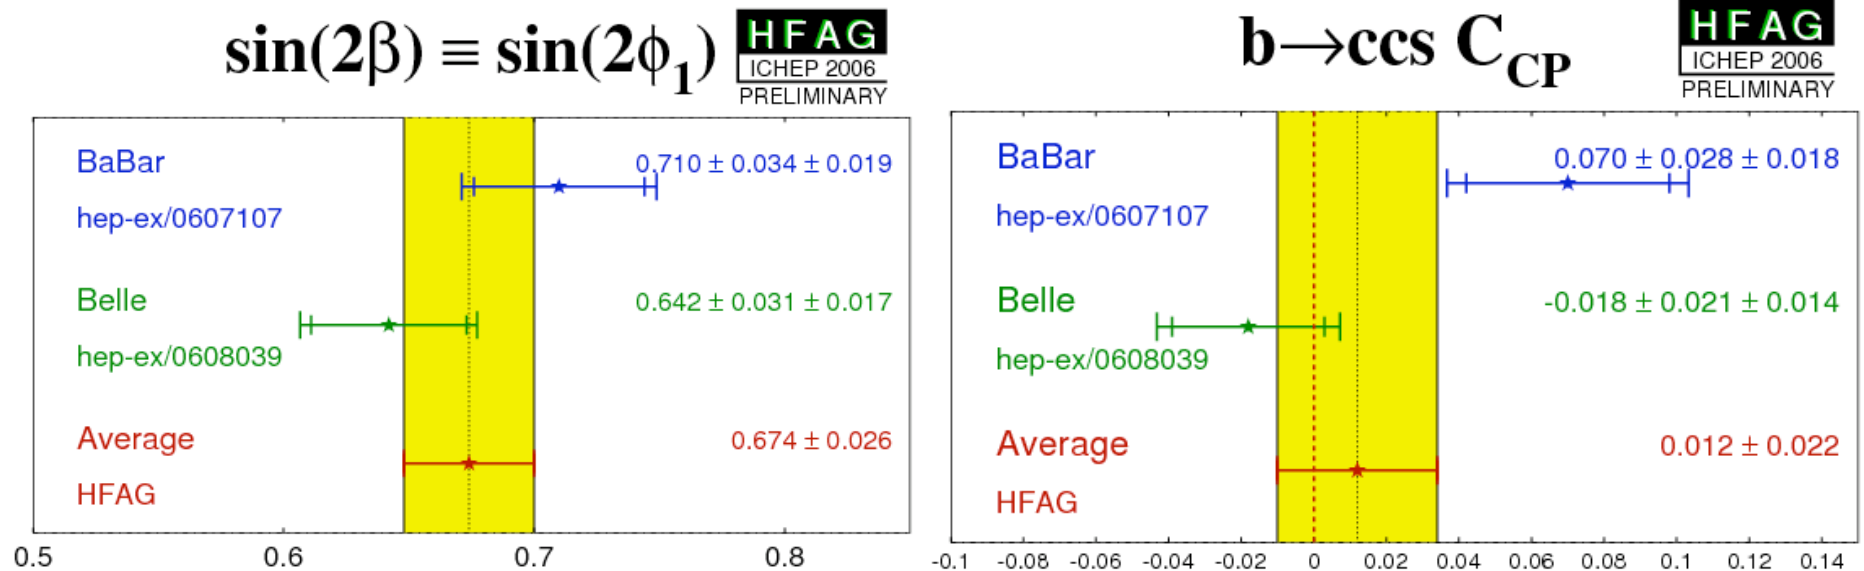 sin(2β) ≡ sin(2ϕ₁)
HFAG
ICHEP 2006
PRELIMINARY
BaBar
0.710 ± 0.034 ± 0.019
hep-ex/0607107
Belle
0.642 ± 0.031 ± 0.017
hep-ex/0608039
Average
0.674 ± 0.026
HFAG
0.5 0.6 0.7 0.8
b→ccs C_CP
HFAG
ICHEP 2006
PRELIMINARY
BaBar
0.070 ± 0.028 ± 0.018
hep-ex/0607107
Belle
-0.018 ± 0.021 ± 0.014
hep-ex/0608039
Average
0.012 ± 0.022
HFAG
-0.1 -0.08 -0.06 -0.04 -0.02 0 0.02 0.04 0.06 0.08 0.1 0.12 0.14